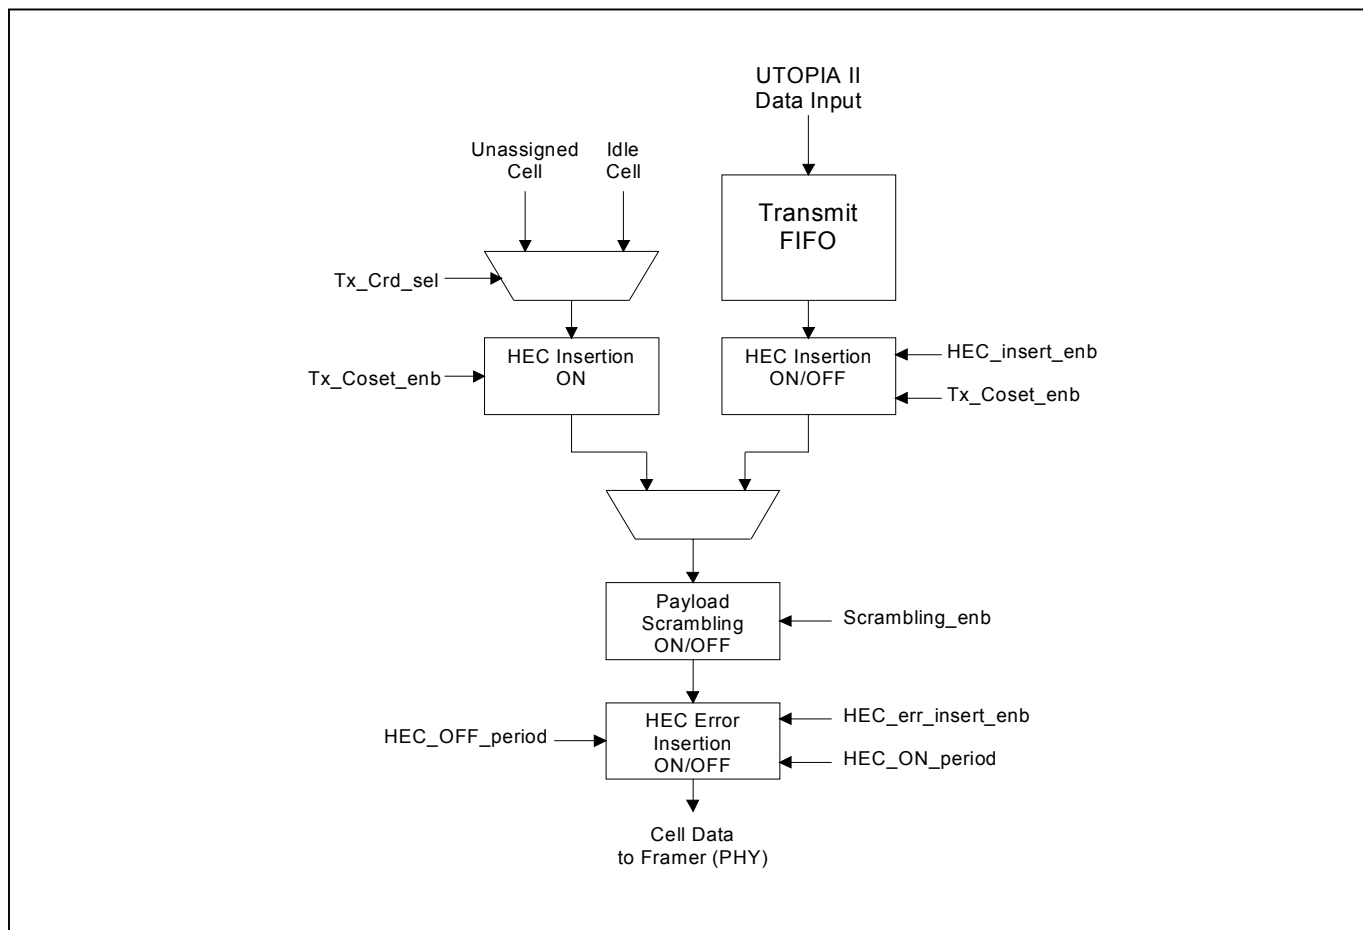 UTOPIA II
Data Input
Unassigned
Cell
Idle
Cell
Transmit
FIFO
Tx_Crd_sel
HEC Insertion
ON
Tx_Coset_enb
HEC Insertion
ON/OFF
HEC_insert_enb
Tx_Coset_enb
Payload
Scrambling
ON/OFF
Scrambling_enb
HEC Error
Insertion
ON/OFF
HEC_OFF_period
HEC_err_insert_enb
HEC_ON_period
Cell Data
to Framer (PHY)